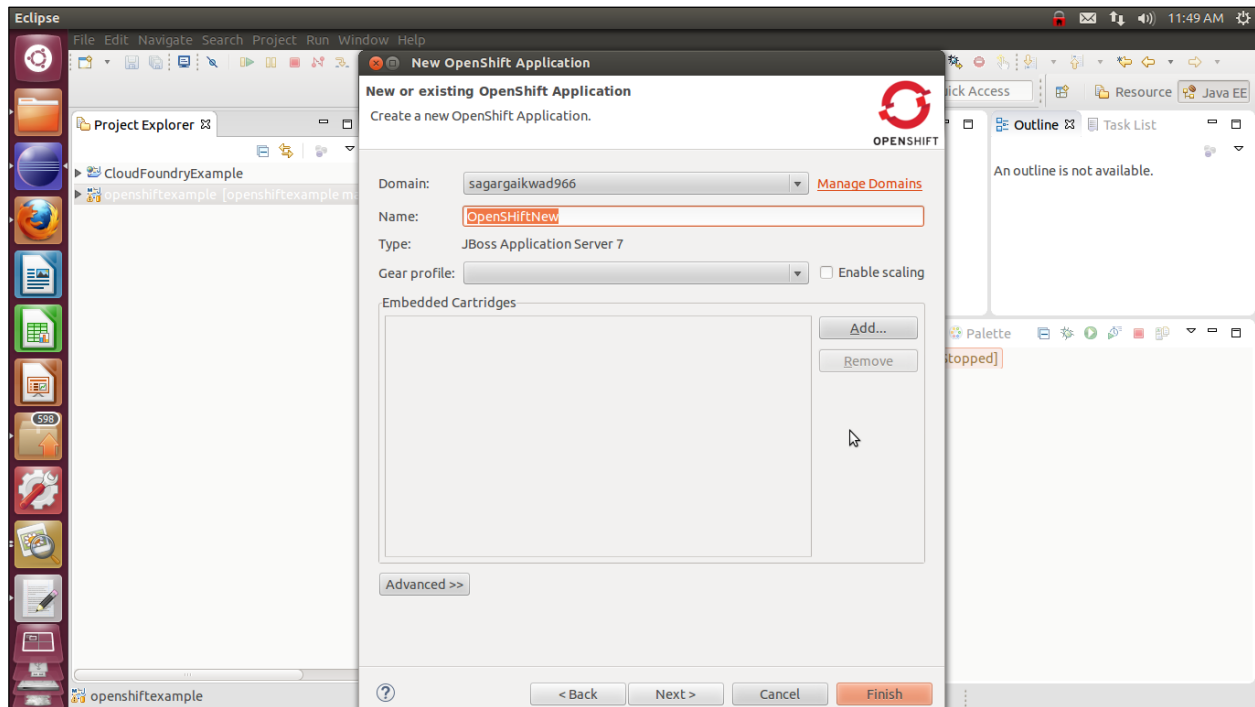 Eclipse
11:49 AM
File Edit Navigate Search Project Run Window Help
New OpenShift Application
New or existing OpenShift Application
Create a new OpenShift Application.
OPENSHIFT
Access
Resource
Java EE
Project Explorer
Outline
Task List
CloudFoundryExample
An outline is not available.
openshiftexample [openshiftexample
Domain:
sagargaikwad966
Manage Domains
Name:
OpenSHiftNew
Type:
JBoss Application Server 7
Gear profile:
Enable scaling
Embedded Cartridges
Add...
Palette
Remove
topped]
598
Advanced >>
openshiftexample
< Back
Next >
Cancel
Finish